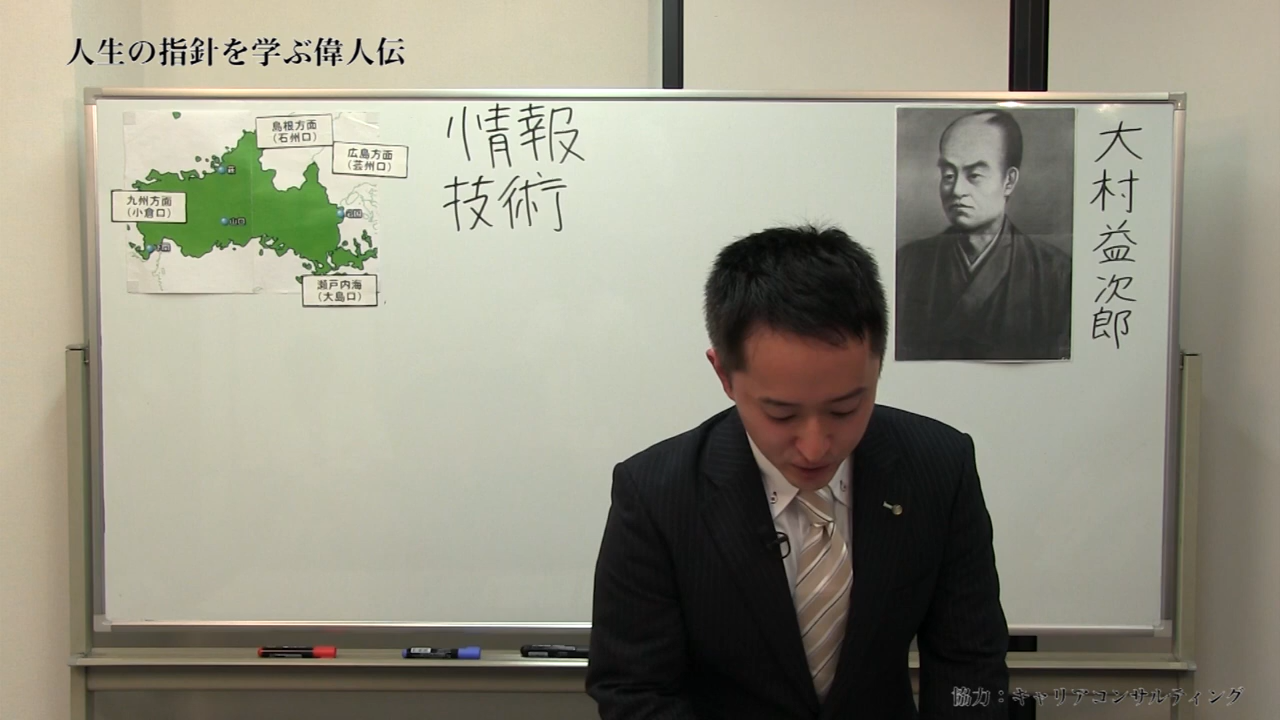 人生の指針を学ぶ偉人伝
島根方面
(石州口)
広島方面
(芸州口)
九州方面
(小倉口)
萩
山口
瀬戸内海
(大島口)
情報
技術
大村益次郎
協力：キャリアコンサルティング